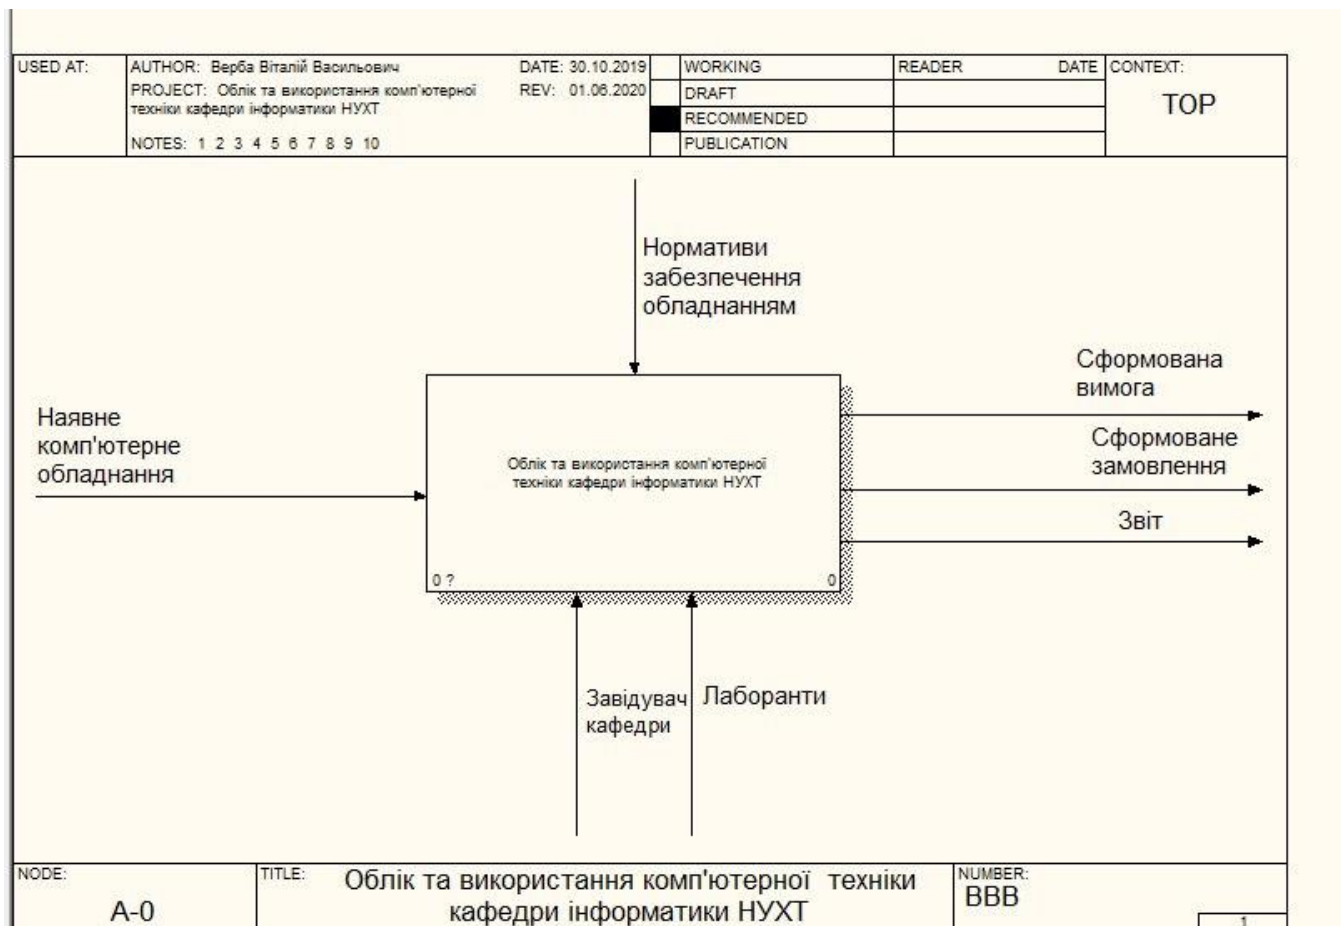 USED AT:
AUTHOR: Верба Віталій Васильович
DATE: 30.10.2019
PROJECT: Облік та використання комп'ютерної
техніки кафедри інформатики НУХТ
REV: 01.06.2020
NOTES: 1 2 3 4 5 6 7 8 9 10
WORKING
DRAFT
RECOMMENDED
PUBLICATION
READER DATE
CONTEXT:
TOP
Нормативи
забезпечення
обладнанням
Наявне
комп'ютерне
обладнання
Облік та використання комп'ютерної
техніки кафедри інформатики НУХТ
0 ?
0
Сформована
вимога
Сформоване
замовлення
Звіт
Завідувач
кафедри
Лаборанти
NODE:
A-0
TITLE:
Облік та використання комп'ютерної техніки
кафедри інформатики НУХТ
NUMBER:
ВВВ
1